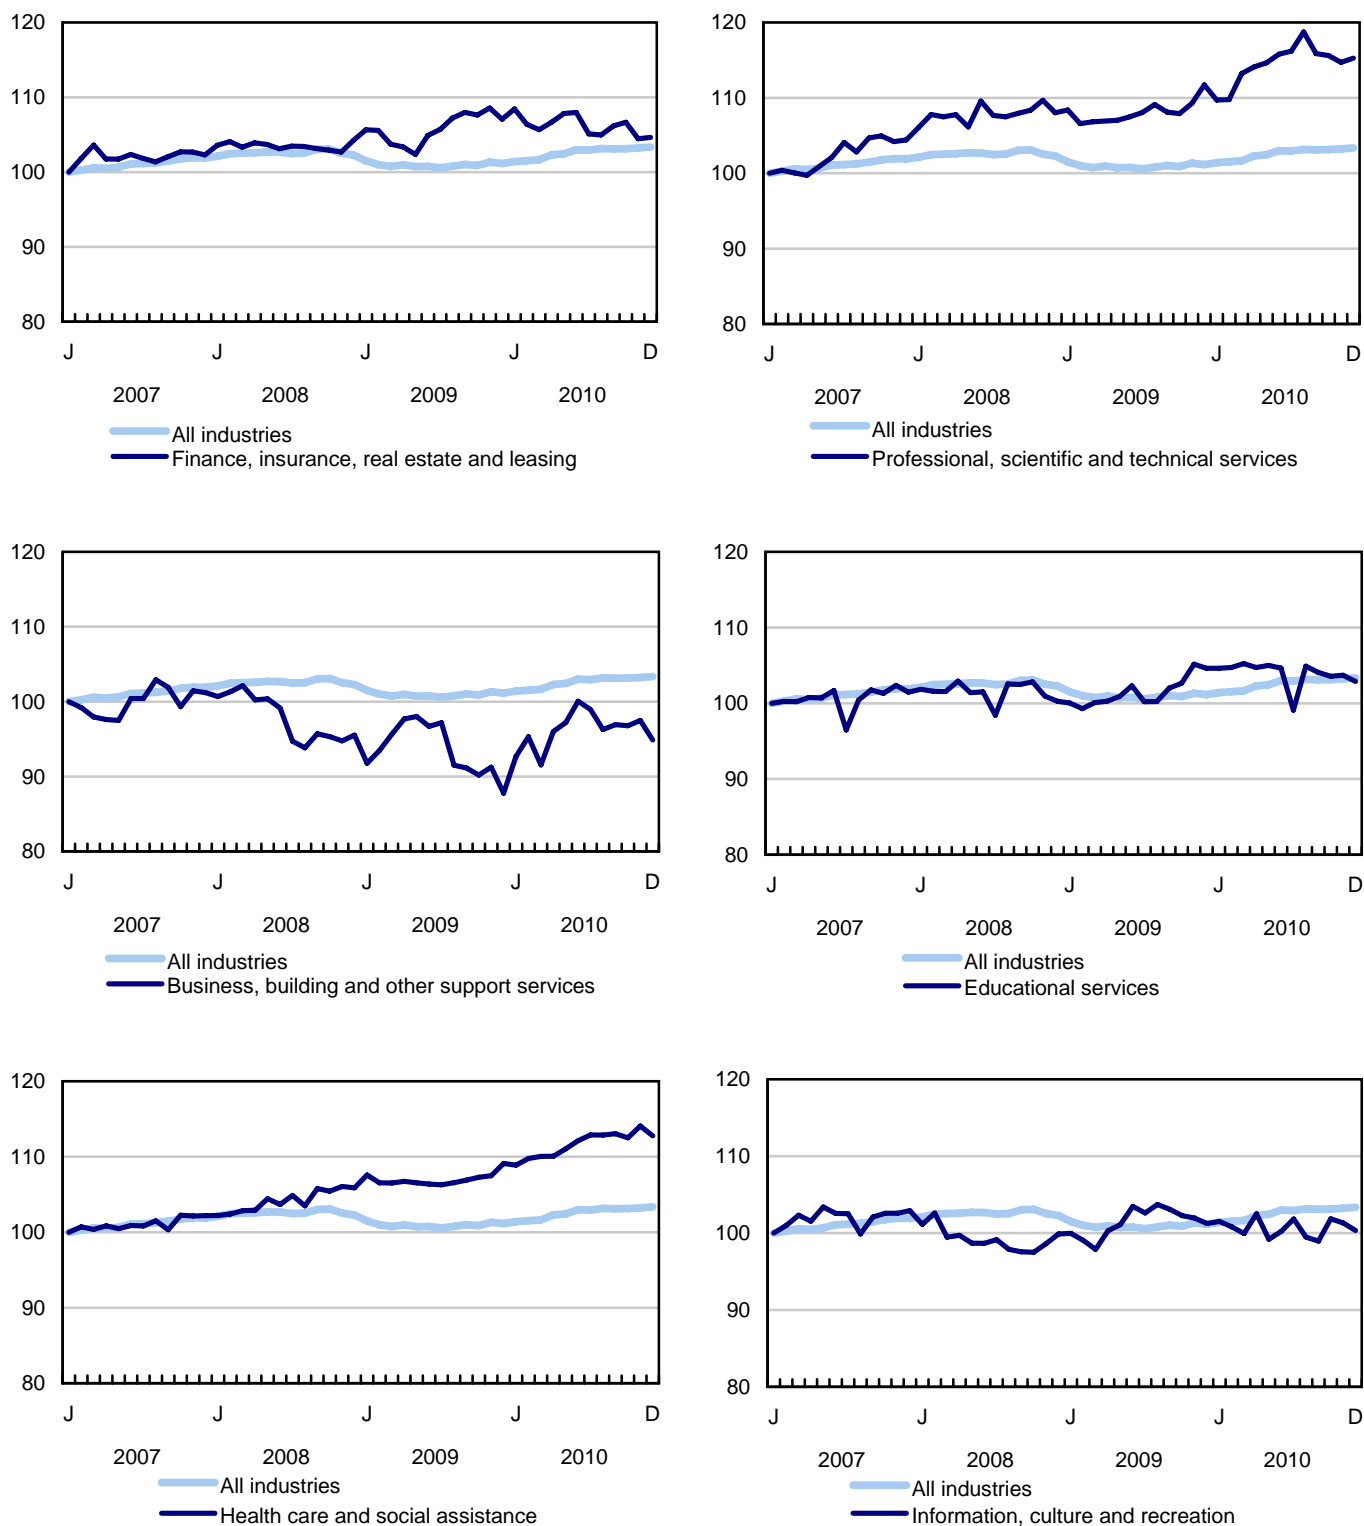 120
110
100
90
80
J J J J D
2007 2008 2009 2010
All industries
Finance, insurance, real estate and leasing
120
110
100
90
80
J J J J D
2007 2008 2009 2010
All industries
Professional, scientific and technical services
120
110
100
90
80
J J J J D
2007 2008 2009 2010
All industries
Business, building and other support services
120
110
100
90
80
J J J J D
2007 2008 2009 2010
All industries
Educational services
120
110
100
90
80
J J J J D
2007 2008 2009 2010
All industries
Health care and social assistance
120
110
100
90
80
J J J J D
2007 2008 2009 2010
All industries
Information, culture and recreation